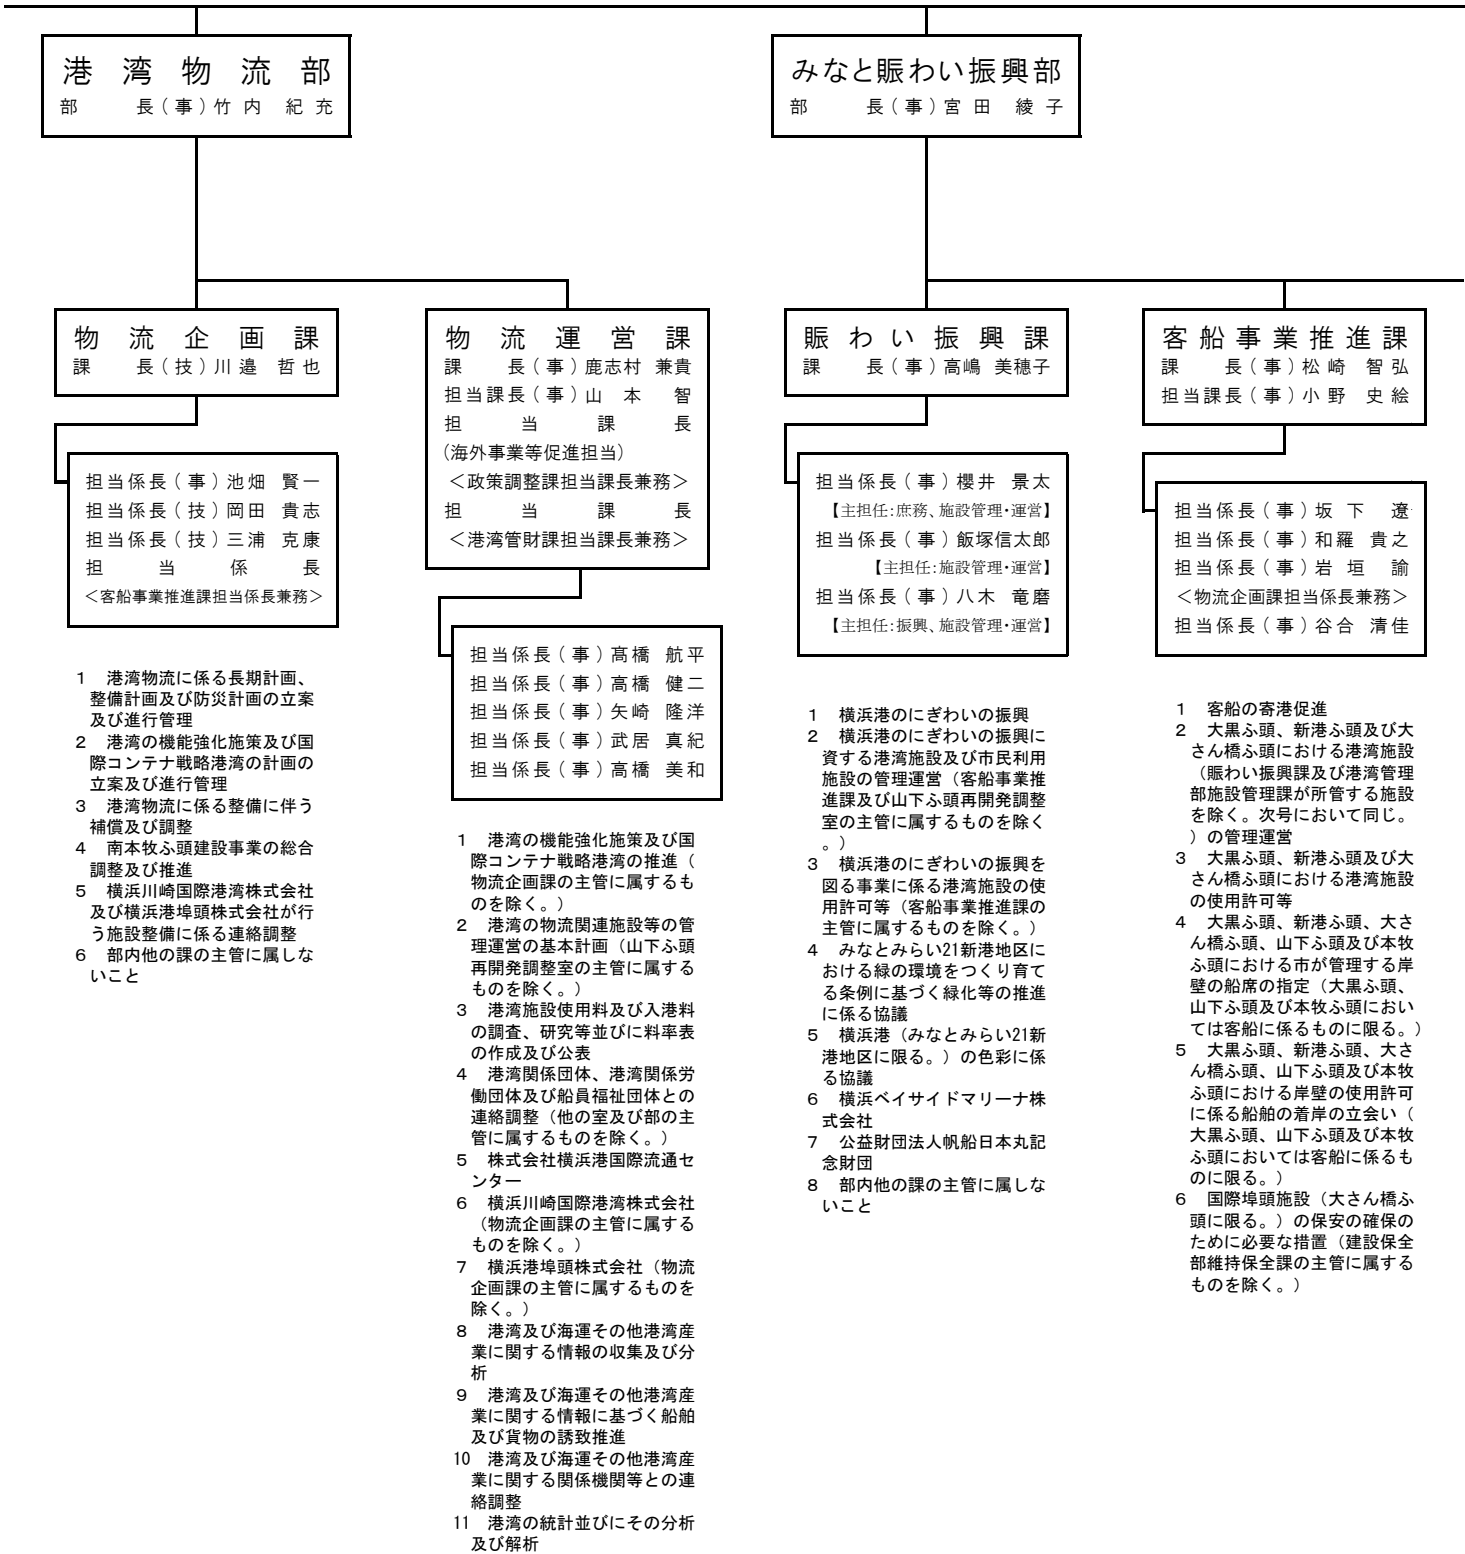 港湾物流部
部長(事)竹内 紀充
物流企画課
課長(技)川邉 哲也
担当係長(事)池畑 賢一
担当係長(技)岡田 貴志
担当係長(技)三浦 克康
担当係長
<客船事業推進課担当係長兼務>
1 港湾物流に係る長期計画、
整備計画及び防災計画の立案
及び進行管理
2 港湾の機能強化施策及び国
際コンテナ戦略港湾の計画の
立案及び進行管理
3 港湾物流に係る整備に伴う
補償及び調整
4 南本牧ふ頭建設事業の総合
調整及び推進
5 横浜川崎国際港湾株式会社
及び横浜港埠頭株式会社が行
う施設整備に係る連絡調整
6 部内他の課の主管に属しな
いこと
物流運営課
課長(事)鹿志村 兼貴
担当課長(事)山本 智
担当課長
(海外事業等促進担当)
<政策調整課担当課長兼務>
担当課長
<港湾管財課担当課長兼務>
担当係長(事)髙橋 航平
担当係長(事)高橋 健二
担当係長(事)矢崎 隆洋
担当係長(事)武居 真紀
担当係長(事)高橋 美和
1 港湾の機能強化施策及び国
際コンテナ戦略港湾の推進(
物流企画課の主管に属するも
のを除く。)
2 港湾の物流関連施設等の管
理運営の基本計画(山下ふ頭
再開発調整室の主管に属する
ものを除く。)
3 港湾施設使用料及び入港料
の調査、研究等並びに料率表
の作成及び公表
4 港湾関係団体、港湾関係労
働団体及び船員福祉団体との
連絡調整(他の室及び部の主
管に属するものを除く。)
5 株式会社横浜港国際流通セ
ンター
6 横浜川崎国際港湾株式会社
(物流企画課の主管に属する
ものを除く。)
7 横浜港埠頭株式会社(物流
企画課の主管に属するものを
除く。)
8 港湾及び海運その他港湾産
業に関する情報の収集及び分
析
9 港湾及び海運その他港湾産
業に関する情報に基づく船舶
及び貨物の誘致推進
10 港湾及び海運その他港湾産
業に関する関係機関等との連
絡調整
11 港湾の統計並びにその分析
及び解析
みなと賑わい振興部
部長(事)宮田 綾子
賑わい振興課
課長(事)高嶋 美穂子
担当係長(事)櫻井 景太
【主担任:庶務、施設管理・運営】
担当係長(事)飯塚信太郎
【主担任:施設管理・運営】
担当係長(事)八木 竜磨
【主担任:振興、施設管理・運営】
1 横浜港のにぎわいの振興
2 横浜港のにぎわいの振興に
資する港湾施設及び市民利用
施設の管理運営(客船事業推
進課及び山下ふ頭再開発調整
室の主管に属するものを除く
。)
3 横浜港のにぎわいの振興を
図る事業に係る港湾施設の使
用許可等(客船事業推進課の
主管に属するものを除く。)
4 みなとみらい21新港地区に
おける緑の環境をつくり育て
る条例に基づく緑化等の推進
に係る協議
5 横浜港(みなとみらい21新
港地区に限る。)の色彩に係
る協議
6 横浜ベイサイドマリーナ株
式会社
7 公益財団法人帆船日本丸記
念財団
8 部内他の課の主管に属しな
いこと
客船事業推進課
課長(事)松崎 智弘
担当課長(事)小野 史絵
担当係長(事)坂下 遼
担当係長(事)和羅 貴之
担当係長(事)岩垣 諭
<物流企画課担当係長兼務>
担当係長(事)谷合 清佳
1 客船の寄港促進
2 大黒ふ頭、新港ふ頭及び大
さん橋ふ頭における港湾施設
(賑わい振興課及び港湾管理
部施設管理課が所管する施設
を除く。次号において同じ。
)の管理運営
3 大黒ふ頭、新港ふ頭及び大
さん橋ふ頭における港湾施設
の使用許可等
4 大黒ふ頭、新港ふ頭、大さ
ん橋ふ頭、山下ふ頭及び本牧
ふ頭における市が管理する岸
壁の船席の指定(大黒ふ頭、
山下ふ頭及び本牧ふ頭におい
ては客船に係るものに限る。)
5 大黒ふ頭、新港ふ頭、大さ
ん橋ふ頭、山下ふ頭及び本牧
ふ頭における岸壁の使用許可
に係る船舶の着岸の立会い(
大黒ふ頭、山下ふ頭及び本牧
ふ頭においては客船に係るも
のに限る。)
6 国際埠頭施設(大さん橋ふ
頭に限る。)の保安の確保の
ために必要な措置(建設保全
部維持保全課の主管に属する
ものを除く。)